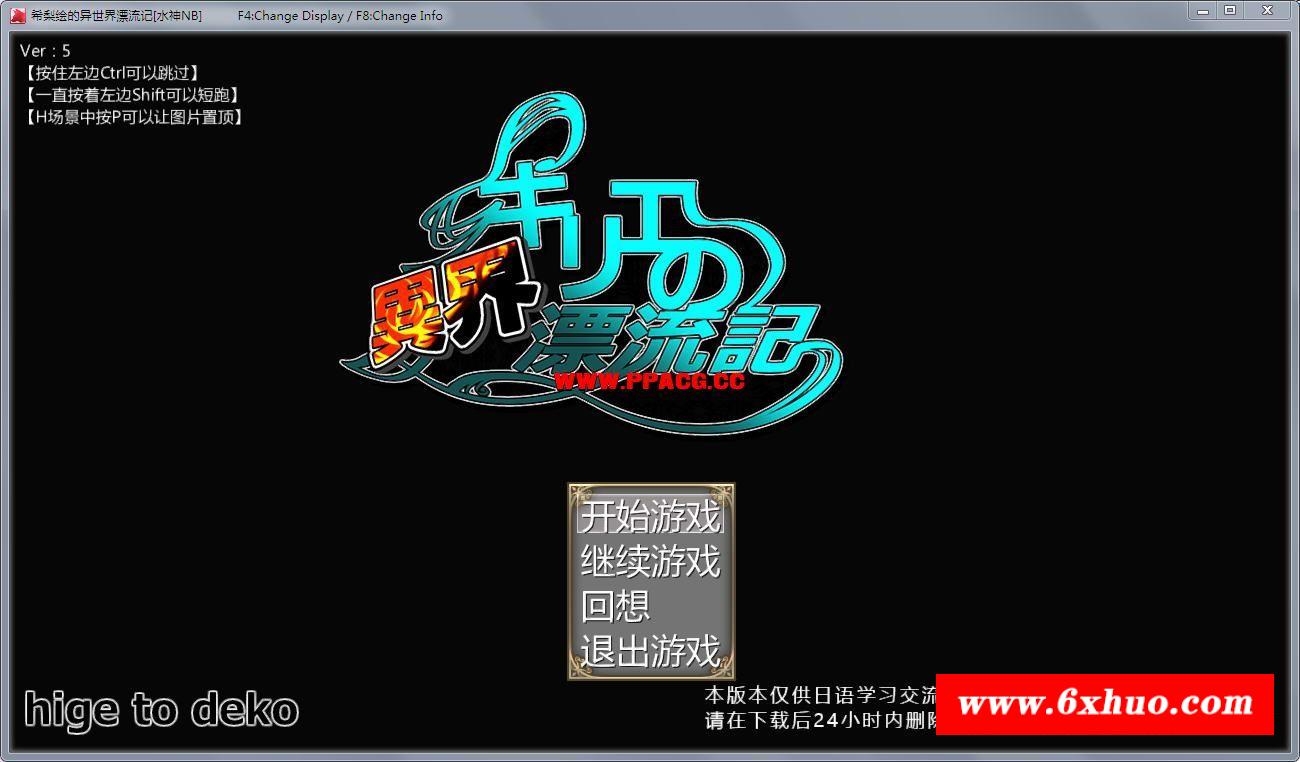 希梨绘的异世界漂流记[水神NB] F4:Change Display / F8:Change Info
Ver : 5
【按住左边Ctrl可以跳过】
【一直按着左边Shift可以短跑】
【H场景中按P可以让图片置顶】
キリエの
異界
漂流記
WWW.PPACG.CC
开始游戏
继续游戏
回想
退出游戏
hige to deko
本版本仅供日语学习交流
请在下载后24小时内删除
www.6xhuo.com